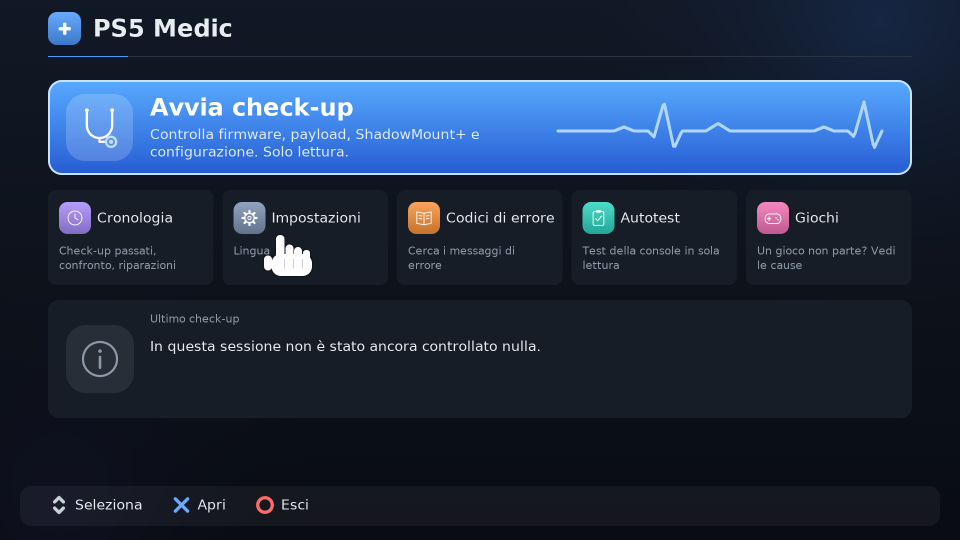 PS5 Medic
Avvia check-up
Controlla firmware, payload, ShadowMount+ e
configurazione. Solo lettura.
Cronologia
Check-up passati,
confronto, riparazioni
Impostazioni
Lingua
Codici di errore
Cerca i messaggi di
errore
Autotest
Test della console in sola
lettura
Giochi
Un gioco non parte? Vedi
le cause
Ultimo check-up
In questa sessione non è stato ancora controllato nulla.
Seleziona
Apri
Esci